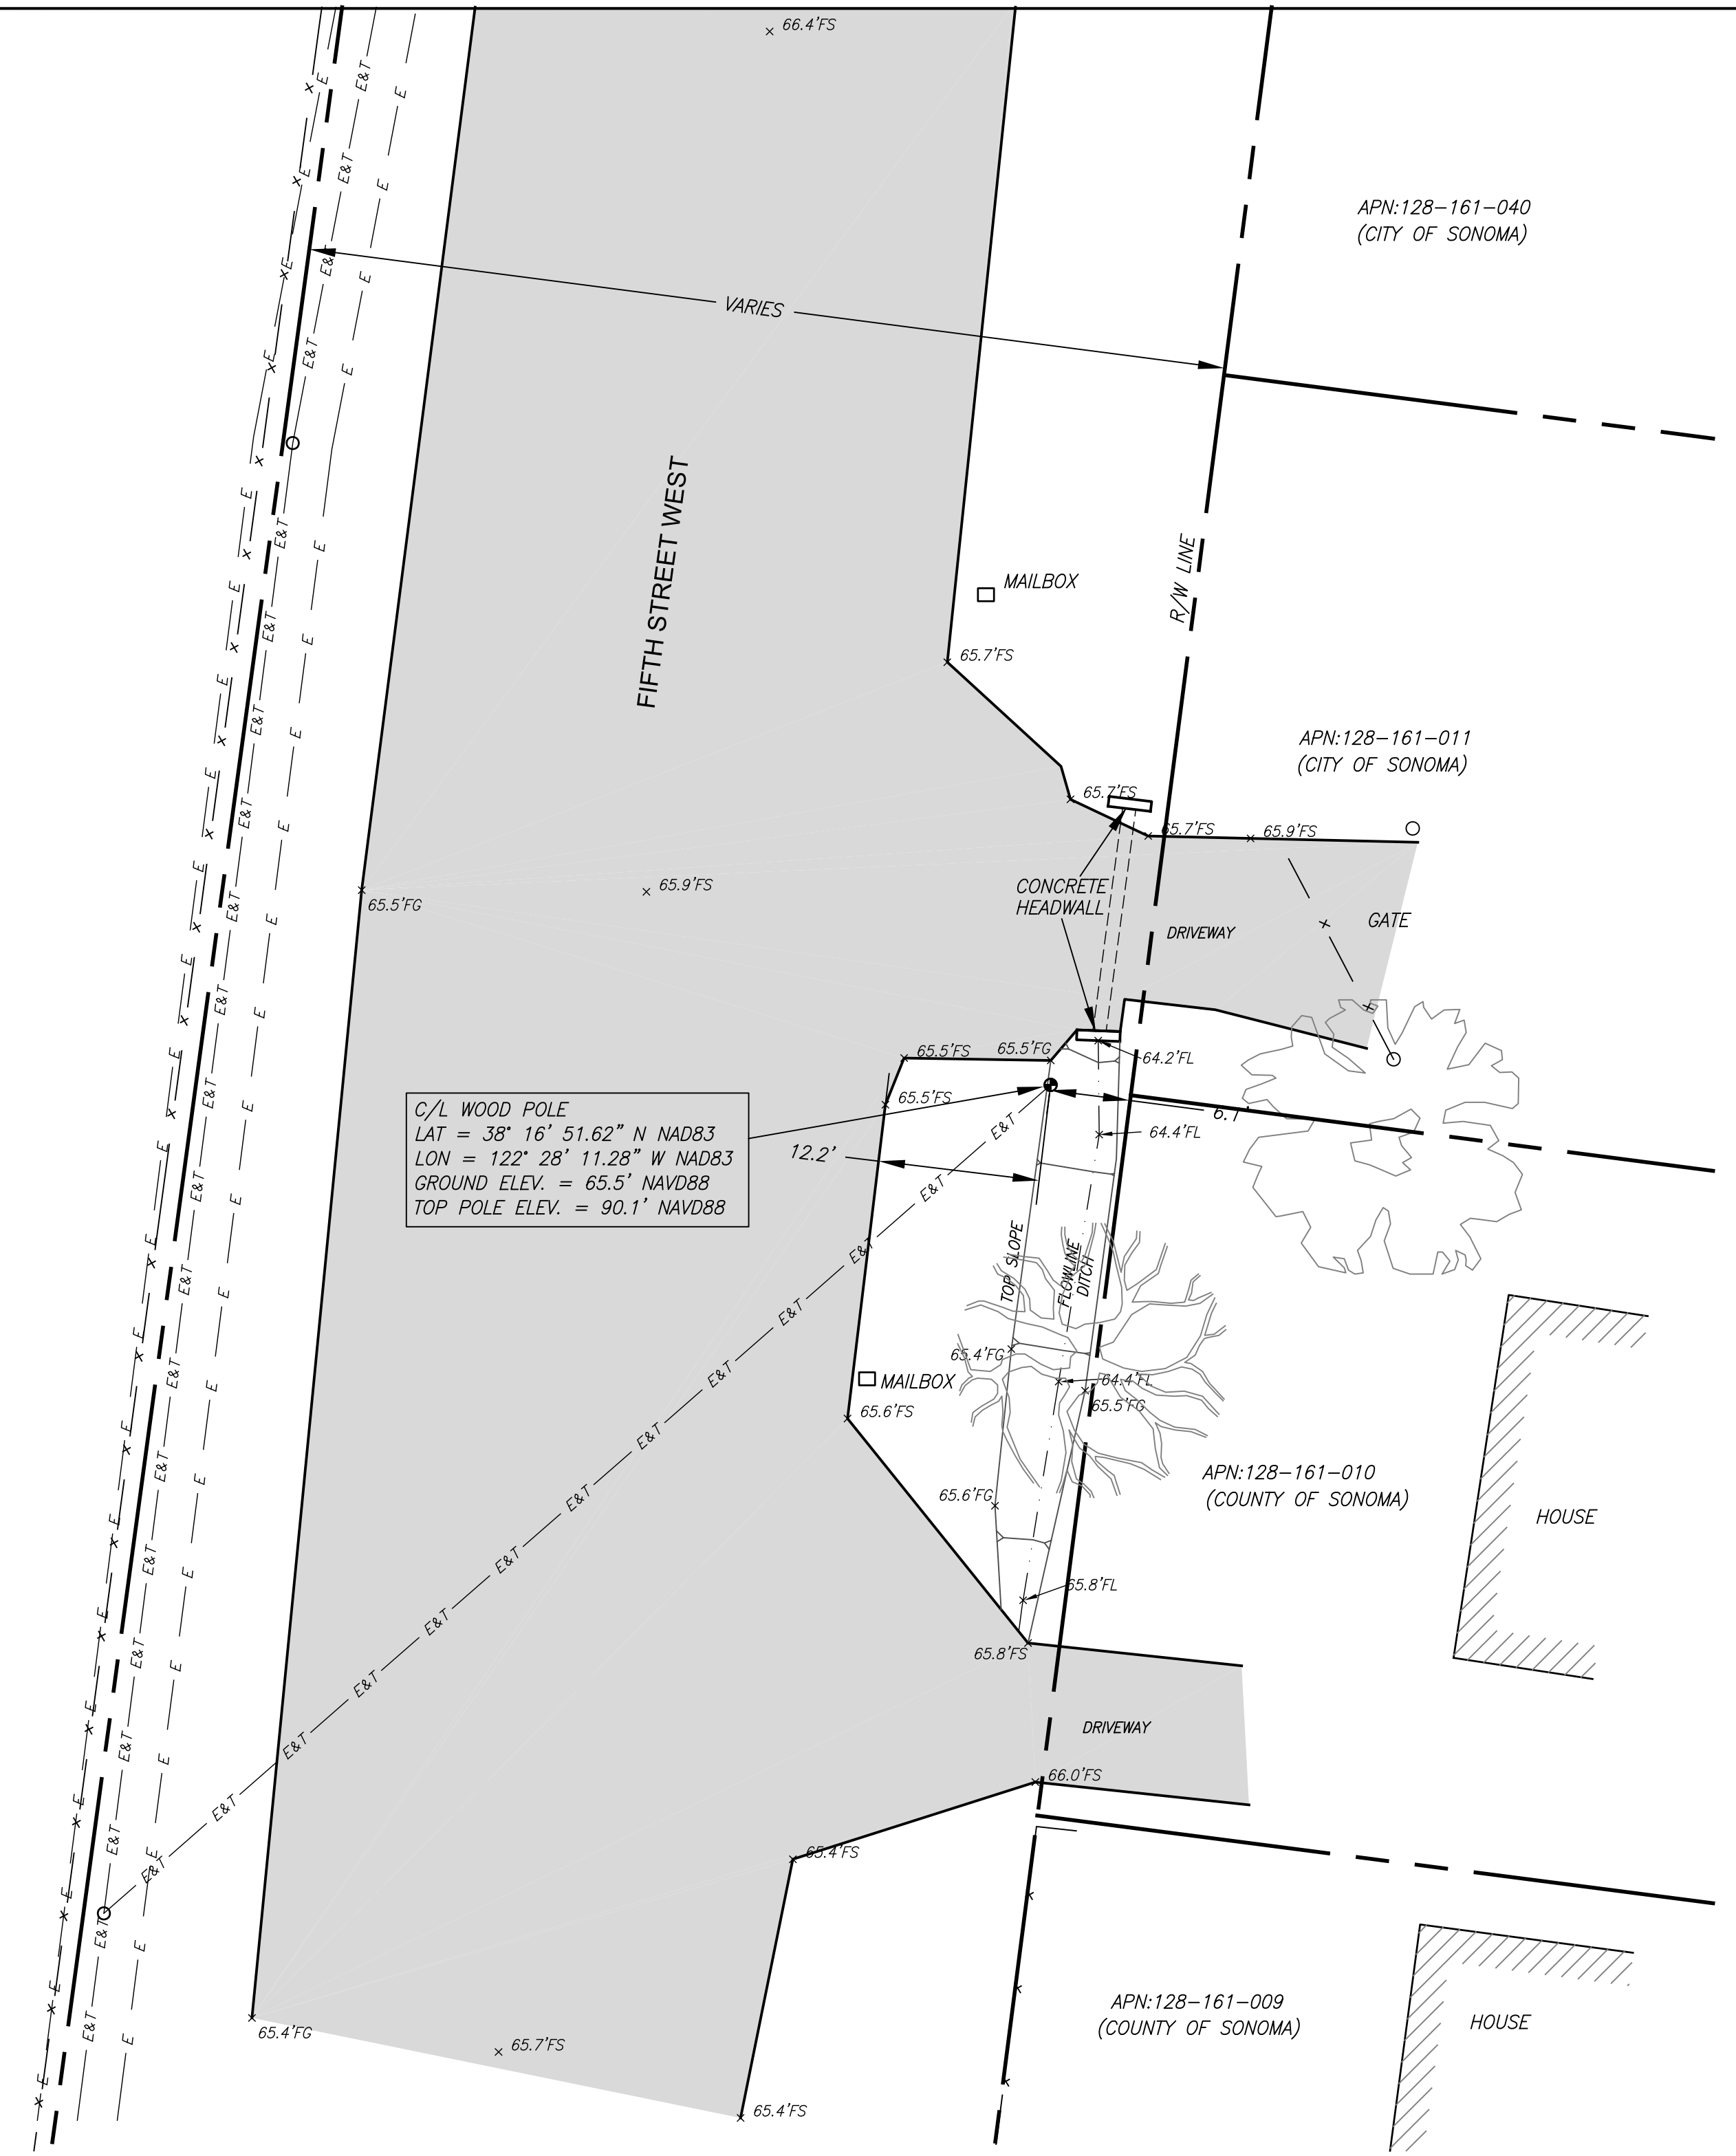 66.4'FS
E&T
E
APN:128-161-040
(CITY OF SONOMA)
VARIES
FIFTH STREET WEST
R/W LINE
MAILBOX
65.7'FS
APN:128-161-011
(CITY OF SONOMA)
65.7'FS
65.7'FS
65.9'FS
CONCRETE
HEADWALL
65.9'FS
65.5'FG
GATE
DRIVEWAY
65.5'FS
65.5'FG
64.2'FL
65.5'FS
C/L WOOD POLE
LAT = 38° 16' 51.62" N NAD83
LON = 122° 28' 11.28" W NAD83
GROUND ELEV. = 65.5' NAVD88
TOP POLE ELEV. = 90.1' NAVD88
12.2'
64.4'FL
TOP SLOPE
FLOWLINE
DITCH
65.4'FG
64.4'FL
65.5'FG
MAILBOX
65.6'FS
APN:128-161-010
(COUNTY OF SONOMA)
65.6'FG
HOUSE
65.8'FL
65.8'FS
DRIVEWAY
66.0'FS
65.4'FS
APN:128-161-009
(COUNTY OF SONOMA)
HOUSE
65.4'FG
65.7'FS
65.4'FS